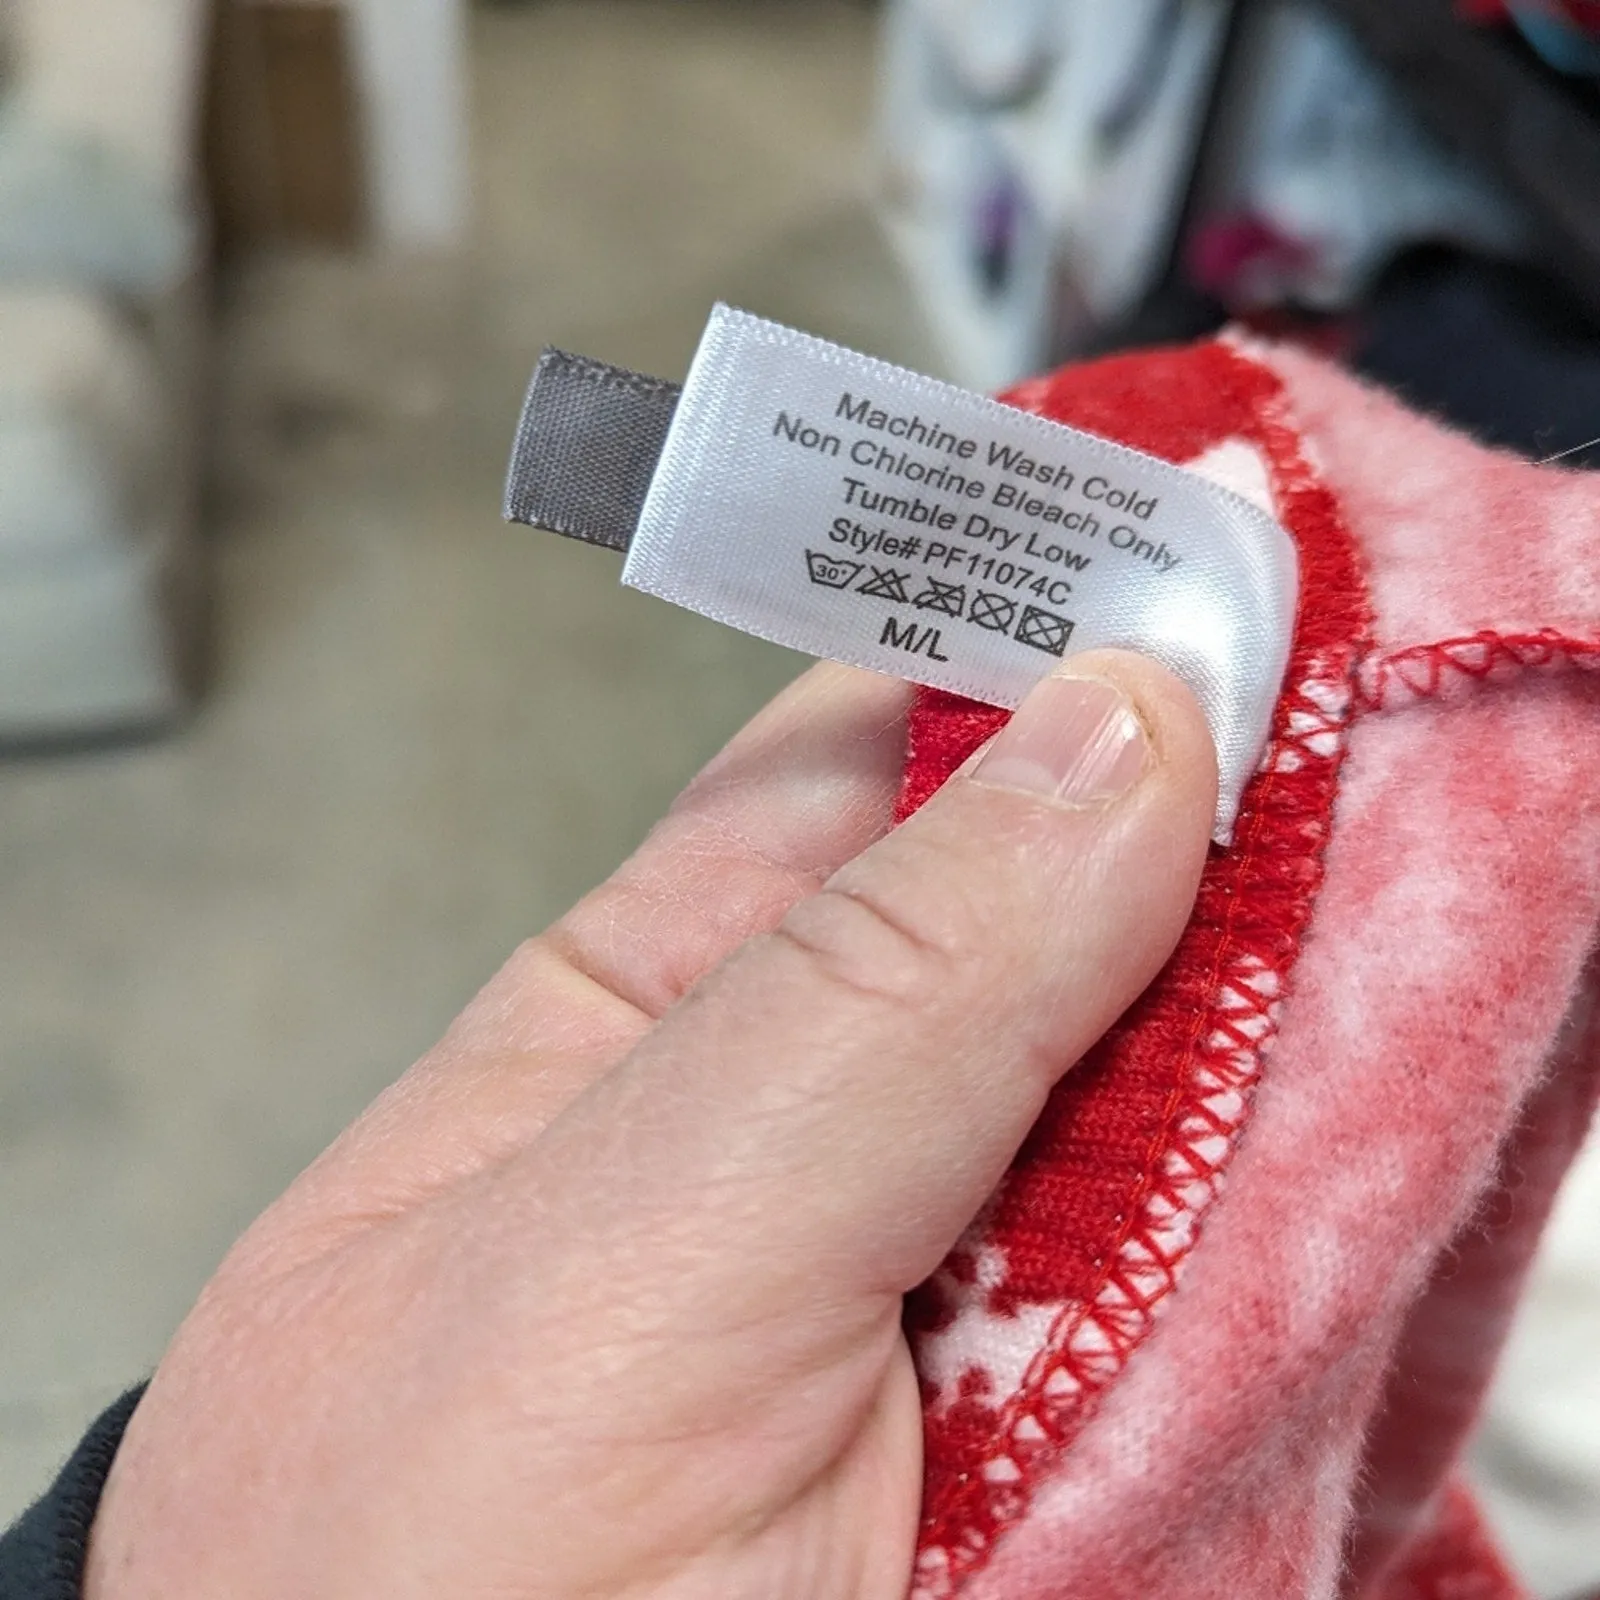 Machine Wash Cold
Non Chlorine Bleach Only
Tumble Dry Low
Style# PF11074C
30°
M/L